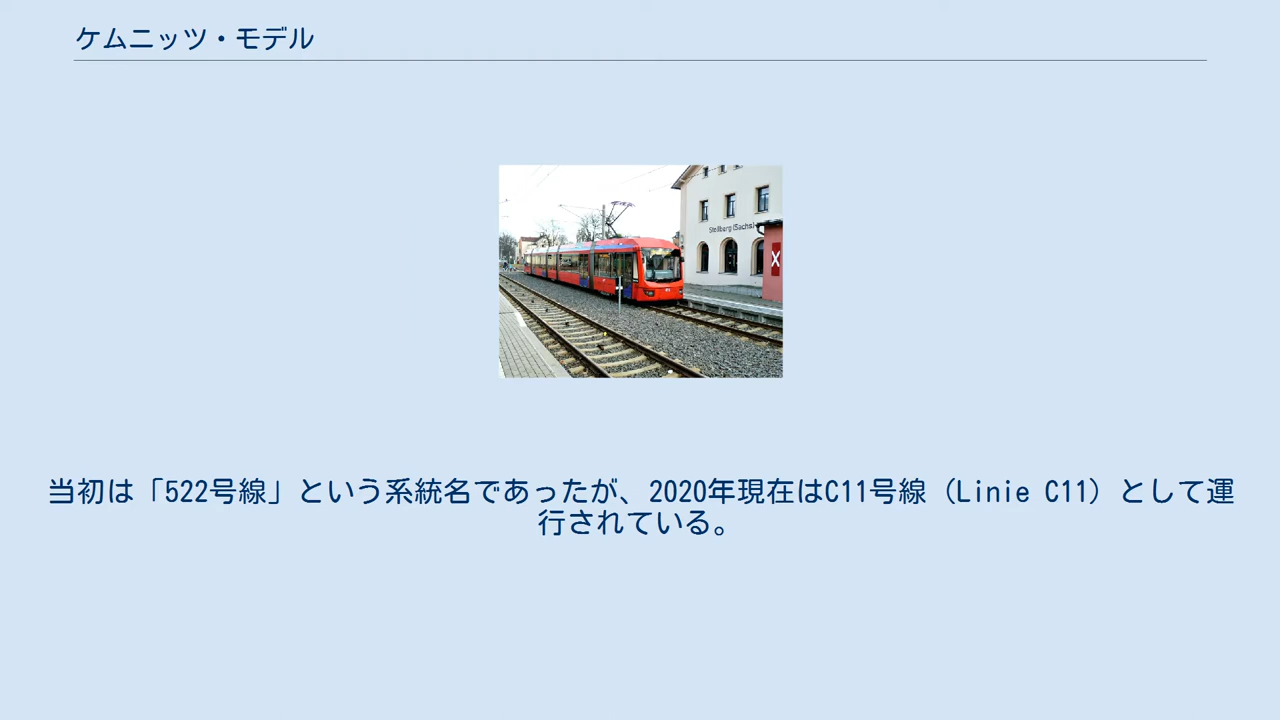 ケムニッツ・モデル
Stollberg (Sachs)
当初は「522号線」という系統名であったが、2020年現在はC11号線（Linie C11）として運
行されている。